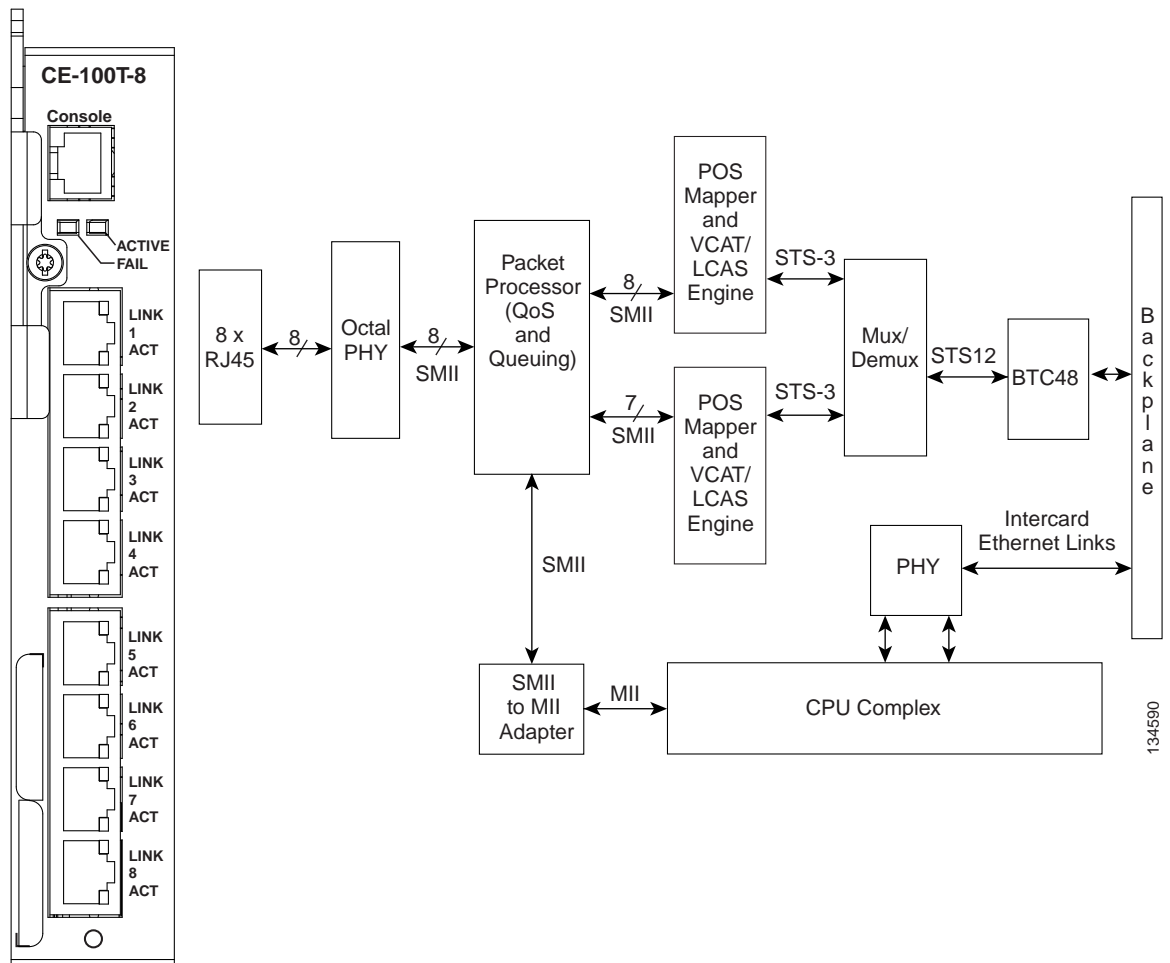 CE-100T-8
Console
ACTIVE
FAIL
LINK
1
ACT
LINK
2
ACT
LINK
3
ACT
LINK
4
ACT
LINK
5
ACT
LINK
6
ACT
LINK
7
ACT
LINK
8
ACT
8 x
RJ45
8
Octal
PHY
8
SMII
Packet
Processor
(QoS
and
Queuing)
8
SMII
7
SMII
POS
Mapper
and
VCAT/
LCAS
Engine
POS
Mapper
and
VCAT/
LCAS
Engine
STS-3
STS-3
Mux/
Demux
STS12
BTC48
Backplane
SMII
SMII
to MII
Adapter
MII
CPU Complex
PHY
Intercard
Ethernet Links
134590